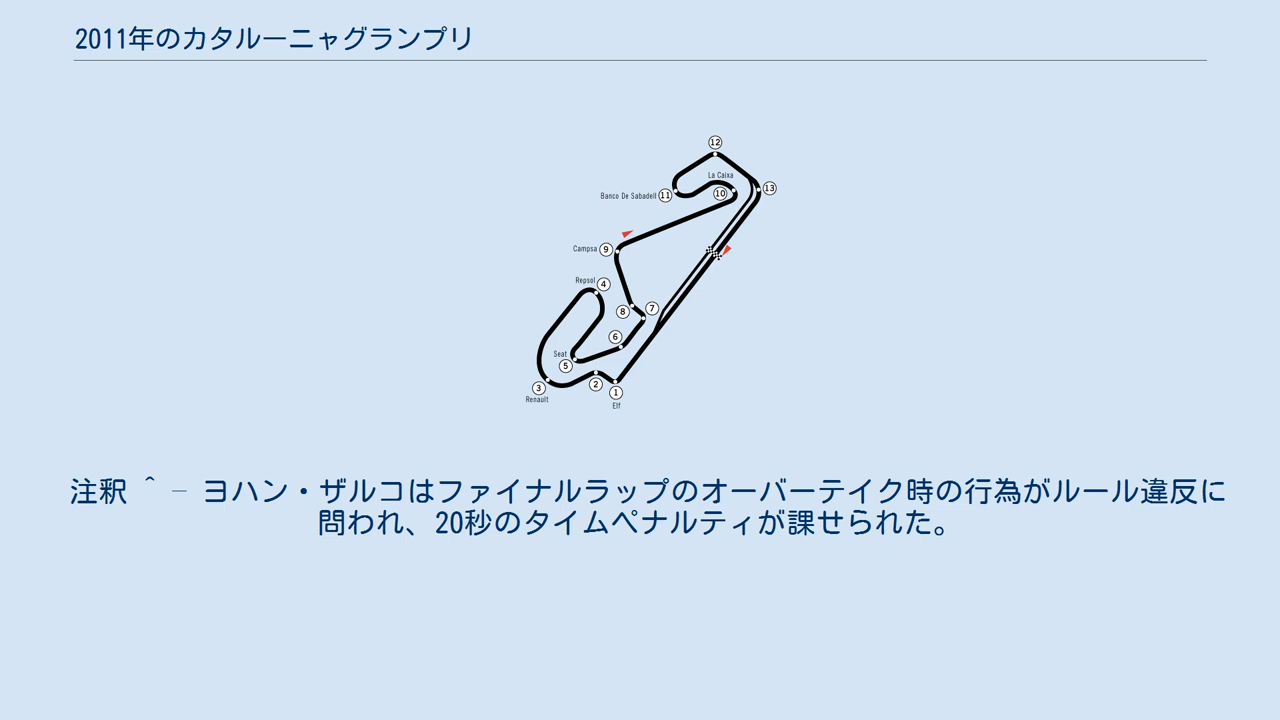 2011年のカタルーニャグランプリ
12
La Caixa
13
Banco De Sabadell 11
10
Campsa 9
Repsol 4
7
8
6
Seat
5
3
2
1
Renault
Elf
注釈 ^ – ヨハン・ザルコはファイナルラップのオーバーテイク時の行為がルール違反に
問われ、20秒のタイムペナルティが課せられた。